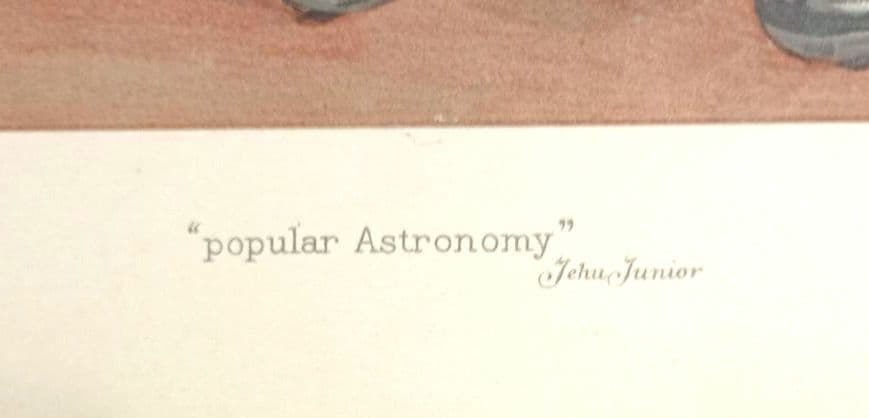 “popular Astronomy”
Jehu Junior